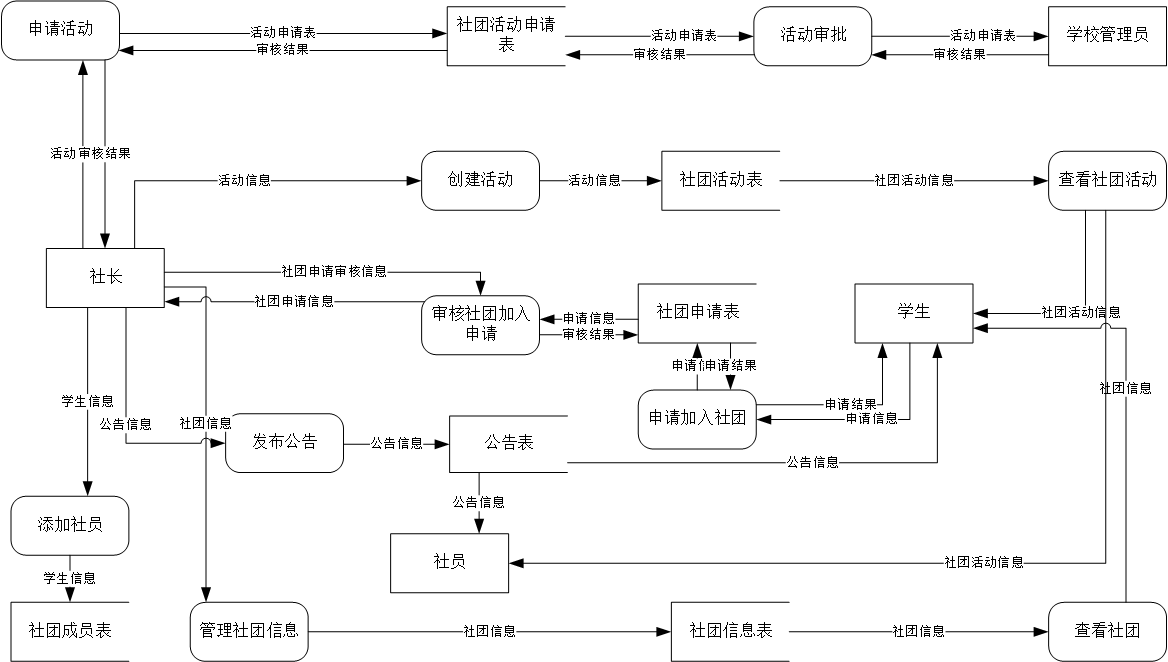 申请活动
活动申请表
审核结果
社团活动申请
表
活动申请表
审核结果
活动审批
活动申请表
审核结果
学校管理员
活动审核结果
活动信息
创建活动
活动信息
社团活动表
社团活动信息
查看社团活动
社长
社团申请审核信息
社团申请信息
审核社团加入
申请
申请信息
审核结果
社团申请表
学生
社团活动信息
申请
申请结果
社团信息
学生信息
公告信息
社团信息
发布公告
公告信息
公告表
申请加入社团
申请结果
申请信息
公告信息
公告信息
添加社员
社员
社团活动信息
学生信息
社团成员表
管理社团信息
社团信息
社团信息表
社团信息
查看社团